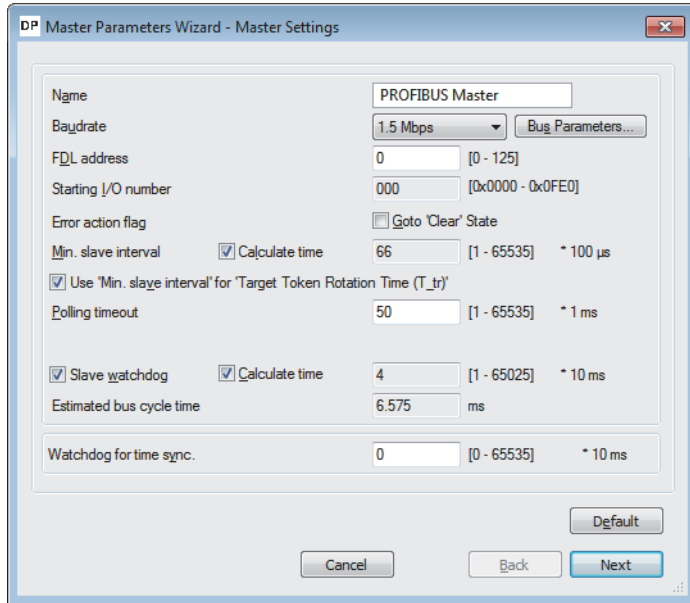 DP Master Parameters Wizard - Master Settings
Name PROFIBUS Master
Baudrate 1.5 Mbps Bus Parameters...
FDL address 0 [0 - 125]
Starting I/O number 000 [0x0000 - 0x0FE0]
Error action flag Goto 'Clear' State
Min. slave interval Calculate time 66 [1 - 65535] * 100 µs
Use 'Min. slave interval' for 'Target Token Rotation Time (T_tr)'
Polling timeout 50 [1 - 65535] * 1 ms
Slave watchdog Calculate time 4 [1 - 65025] * 10 ms
Estimated bus cycle time 6.575 ms
Watchdog for time sync. 0 [0 - 65535] * 10 ms
Default
Cancel Back Next